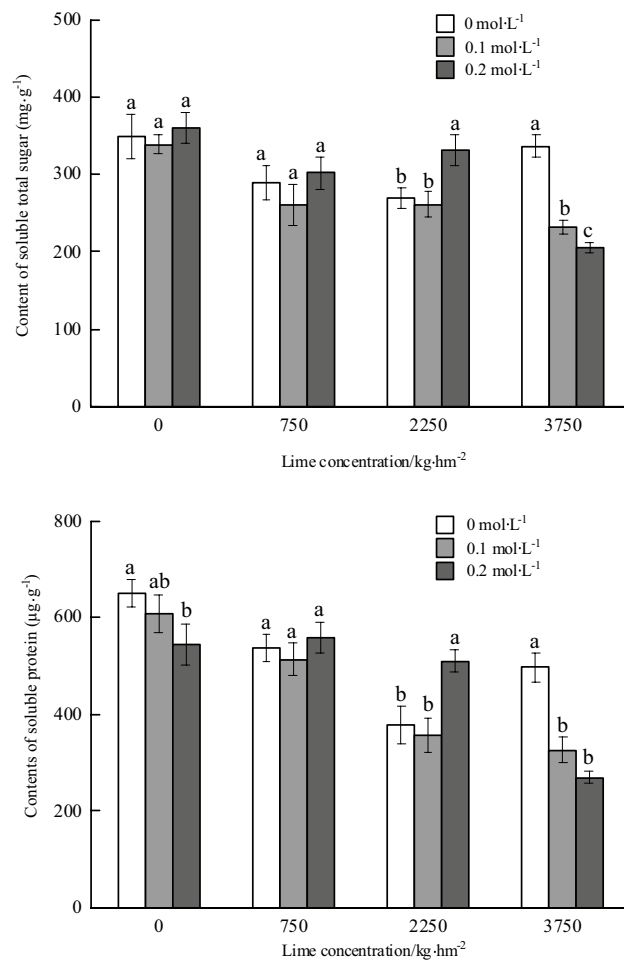 500
400
300
200
100
0
Content of soluble total sugar (mg·g⁻¹)
0 mol·L⁻¹
0.1 mol·L⁻¹
0.2 mol·L⁻¹
a a a
a a a
b b a
a b c
0 750 2250 3750
Lime concentration/kg·hm⁻²
800
600
400
200
0
Contents of soluble protein (μg·g⁻¹)
0 mol·L⁻¹
0.1 mol·L⁻¹
0.2 mol·L⁻¹
a ab b
a a a
b b a
a b b
0 750 2250 3750
Lime concentration/kg·hm⁻²